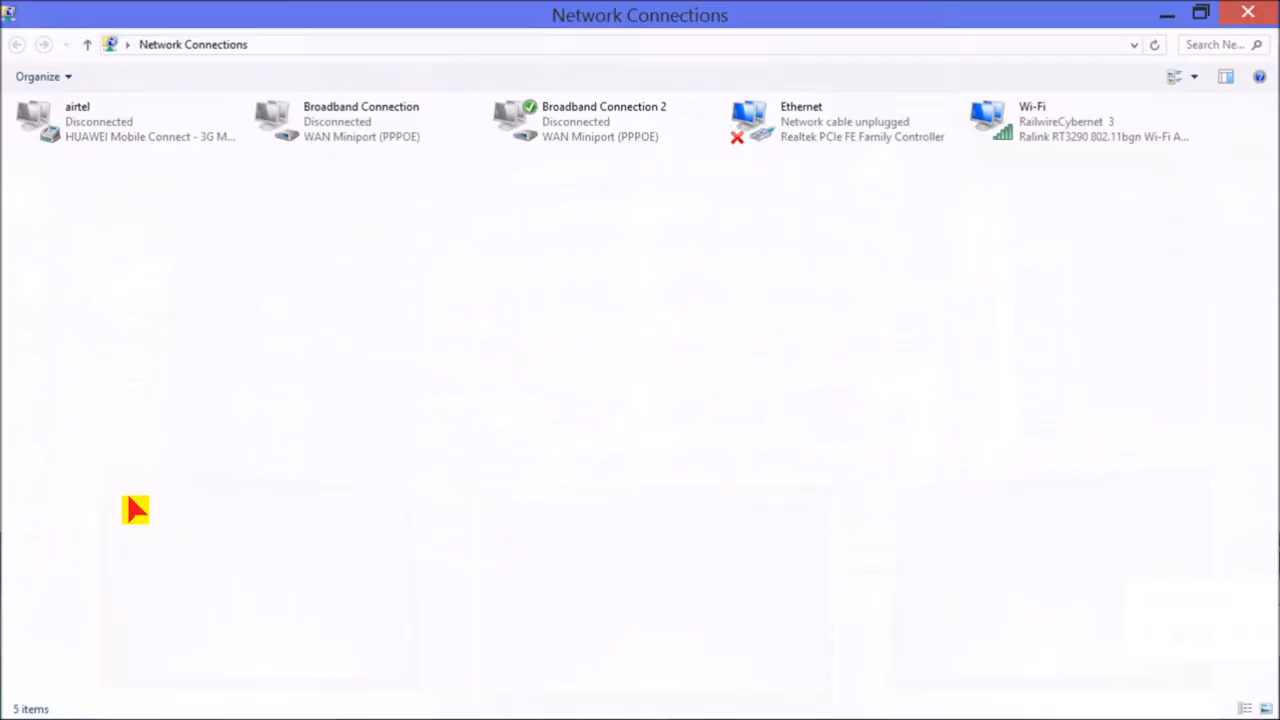 Network Connections
Network Connections
Search Ne...
Organize
airtel
Disconnected
HUAWEI Mobile Connect - 3G M...
Broadband Connection
Disconnected
WAN Miniport (PPPOE)
Broadband Connection 2
Disconnected
WAN Miniport (PPPOE)
Ethernet
Network cable unplugged
Realtek PCIe FE Family Controller
Wi-Fi
RailwireCybernet 3
Ralink RT3290 802.11bgn Wi-Fi A...
5 items